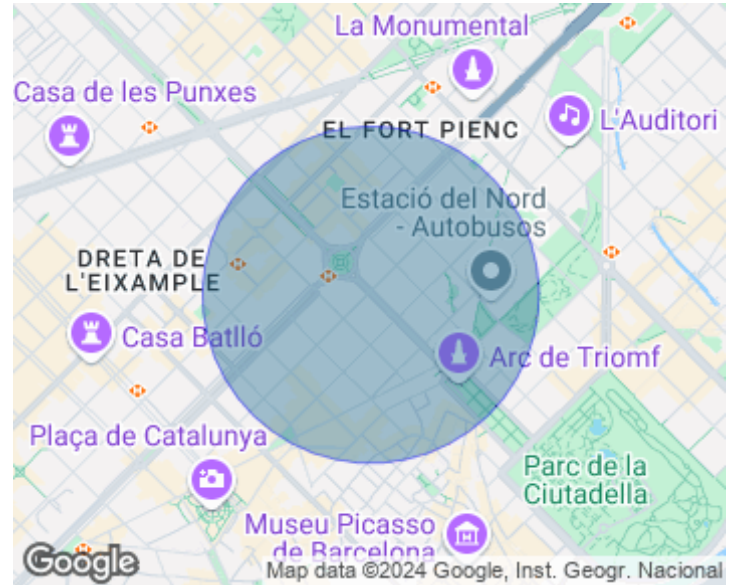 La Monumental
Casa de les Punxes
EL FORT PIENC
L'Auditori
Estació del Nord
- Autobusos
DRETA DE
L'EIXAMPLE
Casa Batlló
Arc de Triomf
Plaça de Catalunya
Parc de la
Ciutadella
Museu Picasso
de Barcelona
Google
Map data ©2024 Google, Inst. Geogr. Nacional